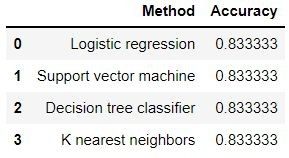 Method Accuracy
0 Logistic regression 0.833333
1 Support vector machine 0.833333
2 Decision tree classifier 0.833333
3 K nearest neighbors 0.833333